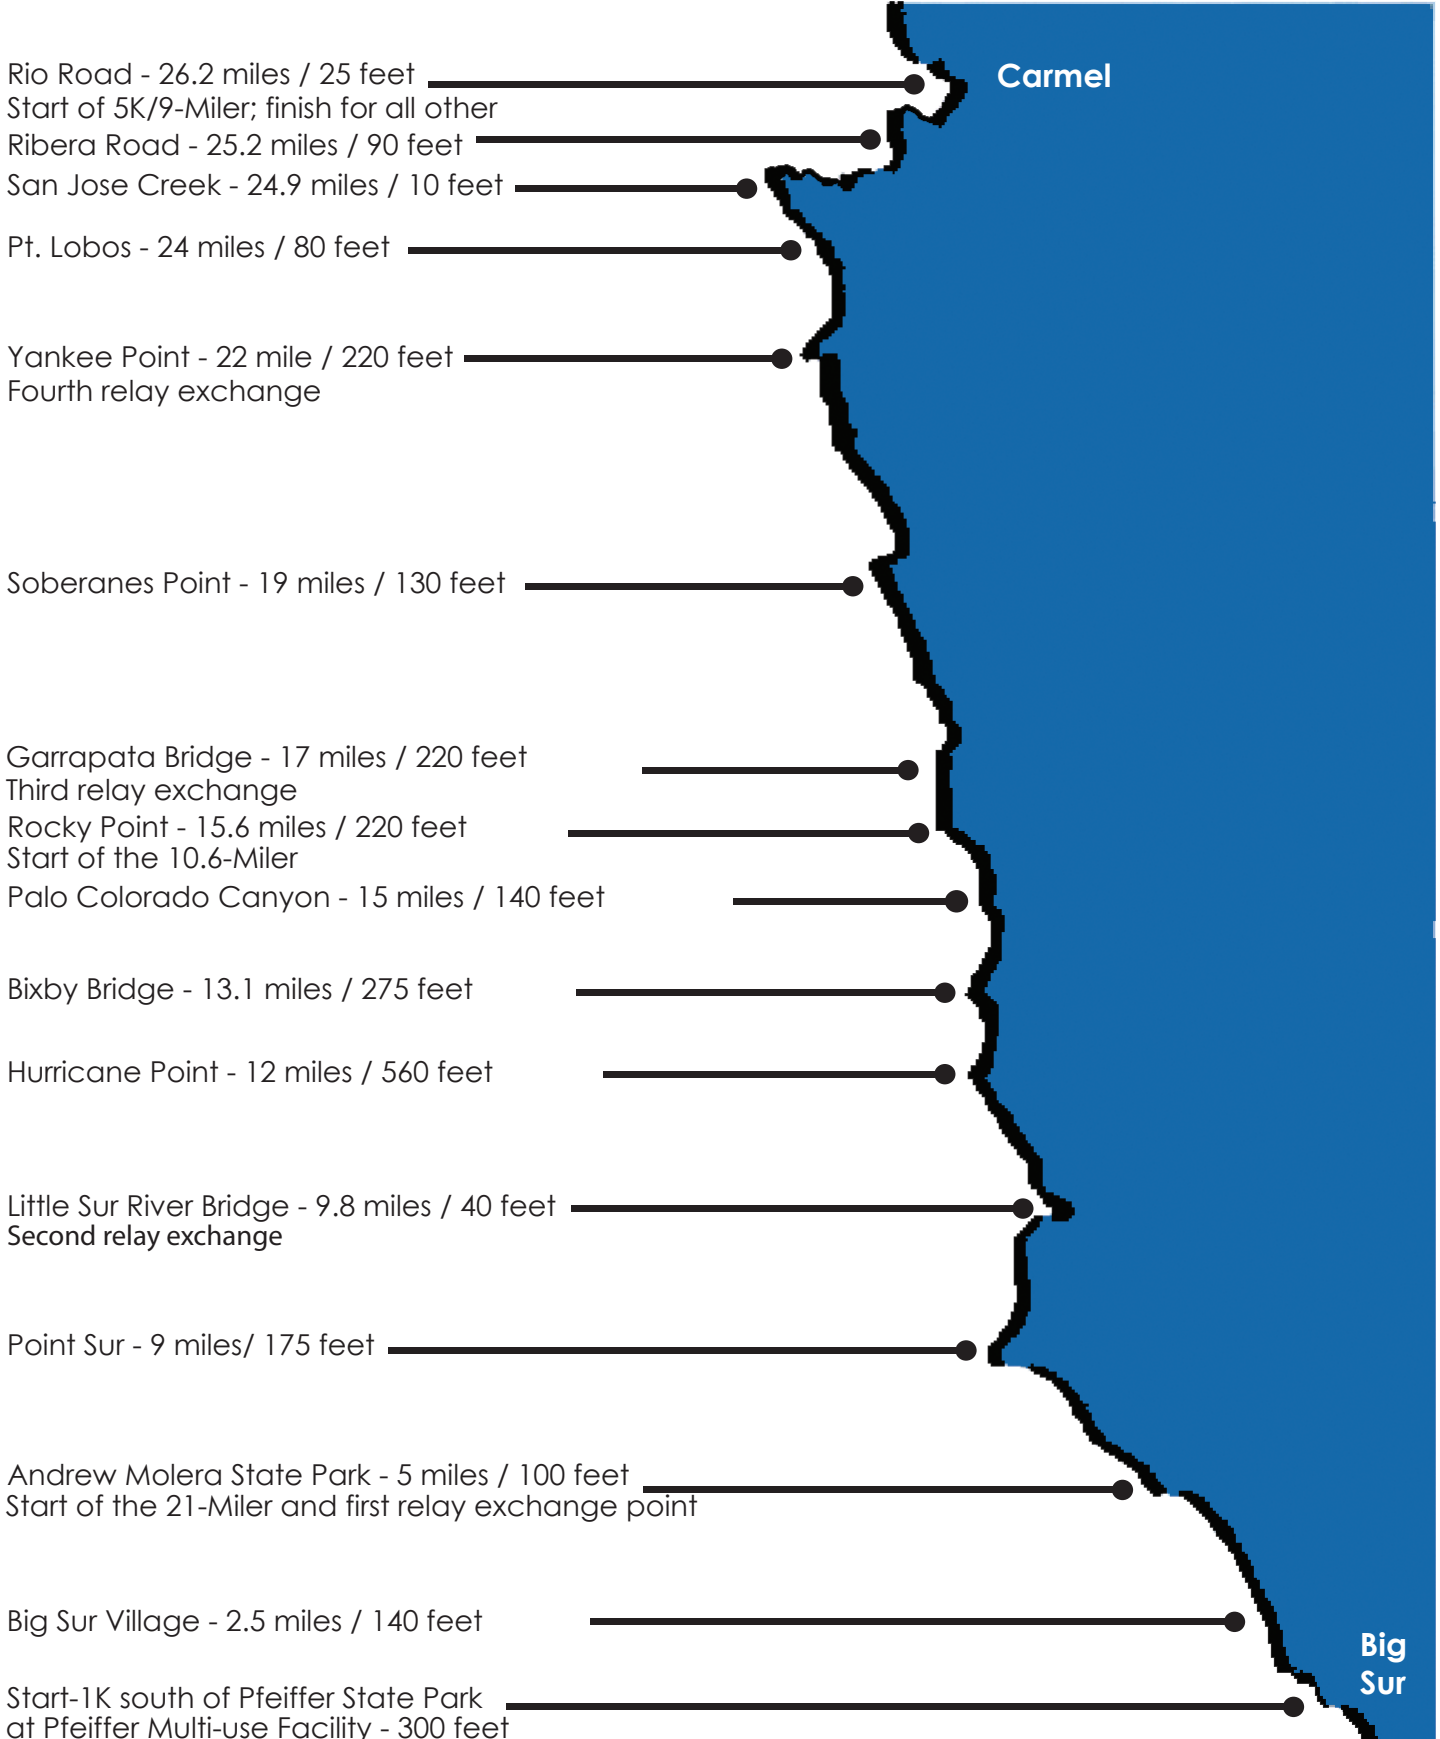 Rio Road - 26.2 miles / 25 feet
Carmel
Start of 5K/9-Miler; finish for all other
Ribera Road - 25.2 miles / 90 feet
San Jose Creek - 24.9 miles / 10 feet
Pt. Lobos - 24 miles / 80 feet
Yankee Point - 22 mile / 220 feet
Fourth relay exchange
Soberanes Point - 19 miles / 130 feet
Garrapata Bridge - 17 miles / 220 feet
Third relay exchange
Rocky Point - 15.6 miles / 220 feet
Start of the 10.6-Miler
Palo Colorado Canyon - 15 miles / 140 feet
Bixby Bridge - 13.1 miles / 275 feet
Hurricane Point - 12 miles / 560 feet
Little Sur River Bridge - 9.8 miles / 40 feet
Second relay exchange
Point Sur - 9 miles/ 175 feet
Andrew Molera State Park - 5 miles / 100 feet
Start of the 21-Miler and first relay exchange point
Big Sur Village - 2.5 miles / 140 feet
Big
Sur
Start-1K south of Pfeiffer State Park
at Pfeiffer Multi-use Facility - 300 feet